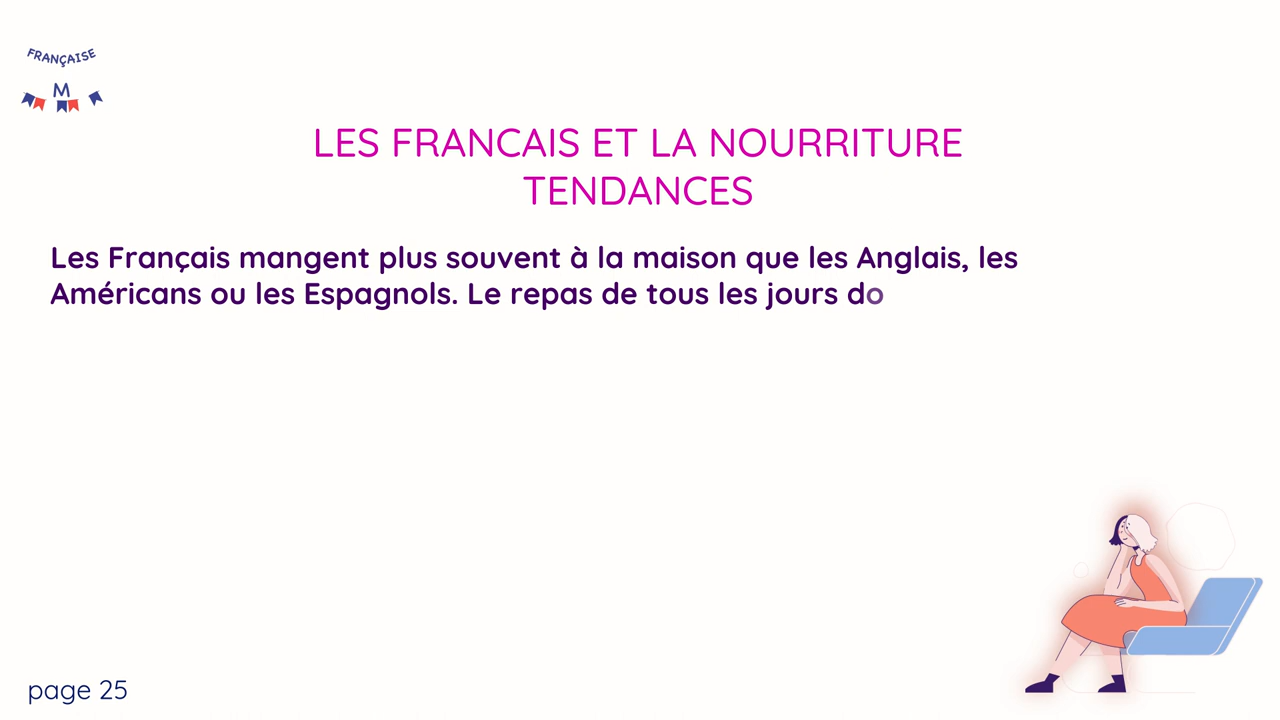 FRANÇAISE
M
LES FRANCAIS ET LA NOURRITURE
TENDANCES
Les Français mangent plus souvent à la maison que les Anglais, les
Américans ou les Espagnols. Le repas de tous les jours do
page 25